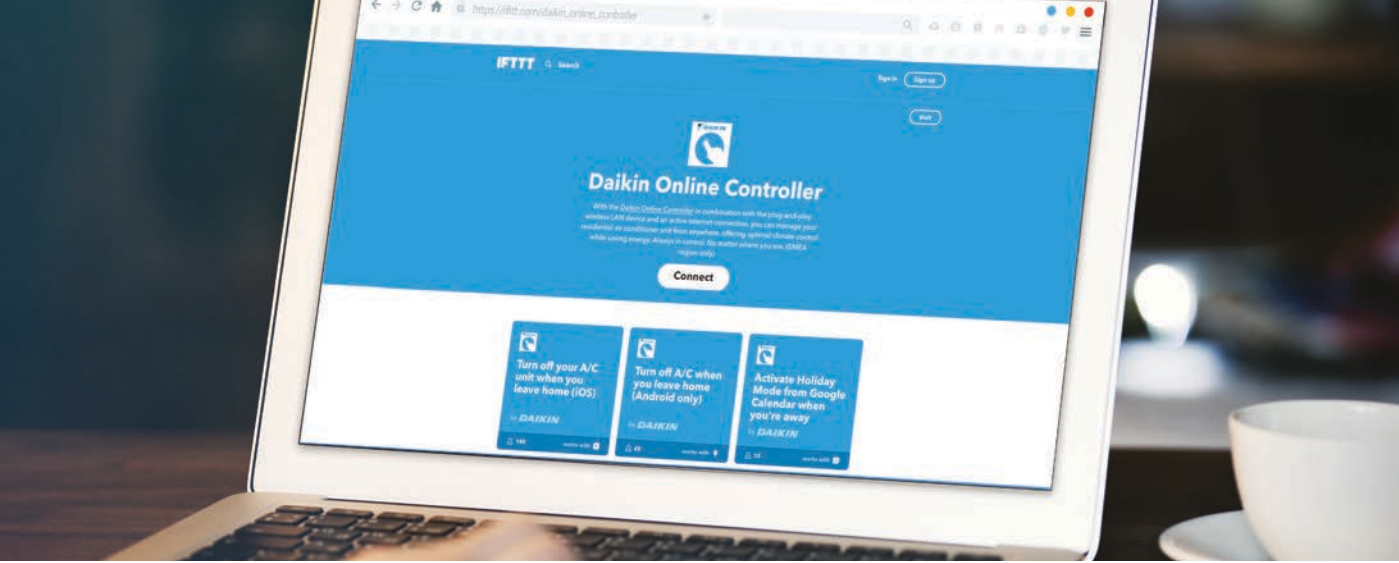 https://ifttt.com/daikin_online_controller
IFTTT Search
Sign in Sign up
Visit
DAIKIN
Daikin Online Controller
With the Daikin Online Controller in combination with the plug-and-play
wireless LAN device and an active internet connection, you can manage your
residential air conditioner unit from anywhere, offering optimal climate control
while saving energy. Always in control. No matter where you are. (EMEA
region only)
Connect
Turn off your A/C
unit when you
leave home (iOS)
by DAIKIN
works with
Turn off A/C when
you leave home
(Android only)
by DAIKIN
works with
Activate Holiday
Mode from Google
Calendar when
you're away
by DAIKIN
works with